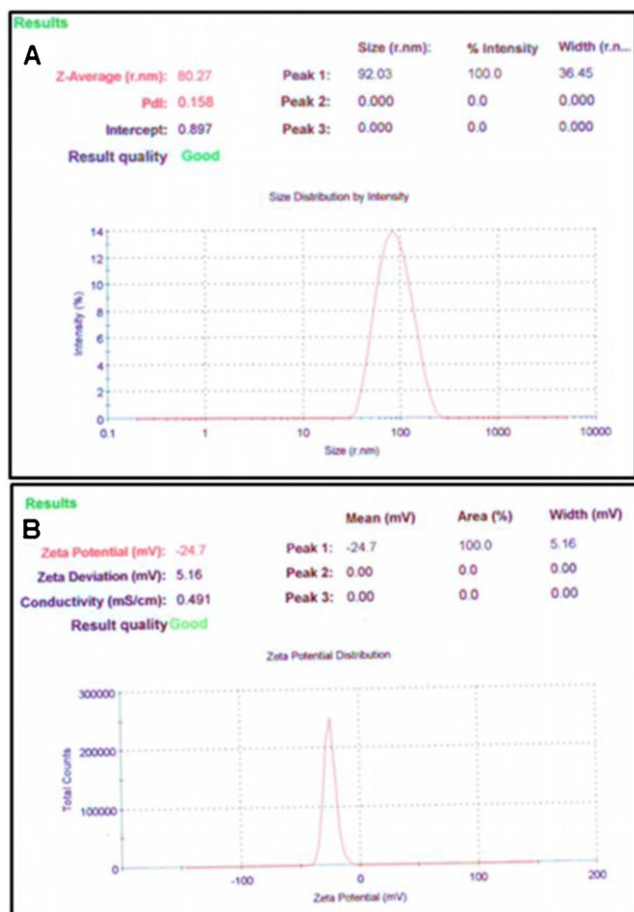 Results
A
Size (r.nm): % Intensity Width (r.n...
Z-Average (r.nm): 80.27 Peak 1: 92.03 100.0 36.45
PdI: 0.158 Peak 2: 0.000 0.0 0.000
Intercept: 0.897 Peak 3: 0.000 0.0 0.000
Result quality Good
Size Distribution by Intensity
14
12
10
8
6
4
2
0
Intensity (%)
0.1 1 10 100 1000 10000
Size (r.nm)
Results
B
Mean (mV) Area (%) Width (mV)
Zeta Potential (mV): -24.7 Peak 1: -24.7 100.0 5.16
Zeta Deviation (mV): 5.16 Peak 2: 0.00 0.0 0.00
Conductivity (mS/cm): 0.491 Peak 3: 0.00 0.0 0.00
Result quality Good
Zeta Potential Distribution
300000
200000
100000
0
Total Counts
-100 0 100 200
Zeta Potential (mV)